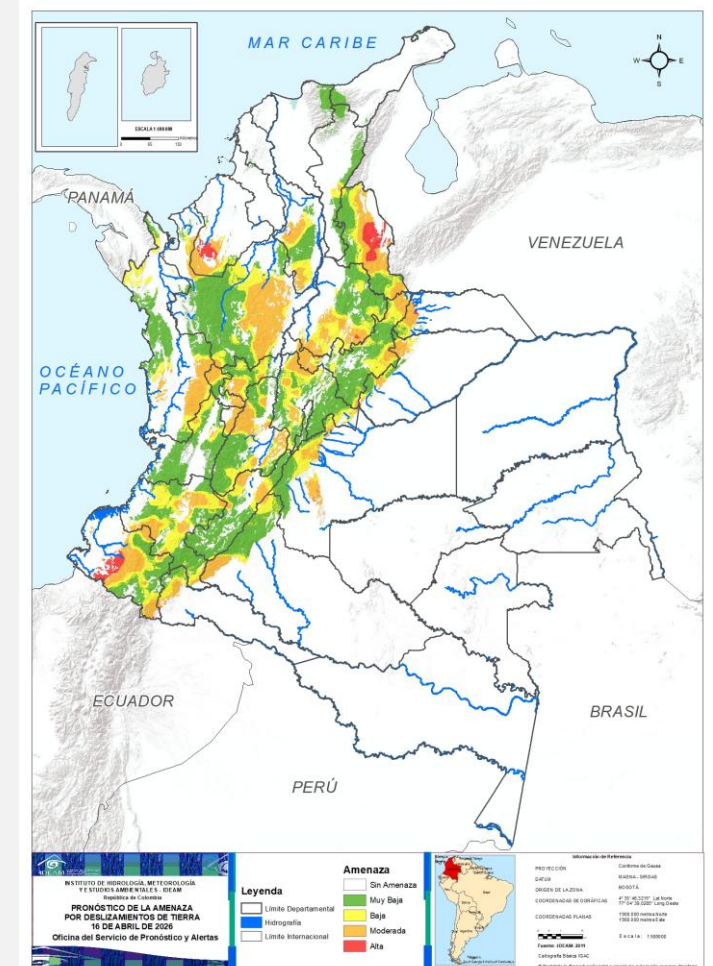 MAR CARIBE
N
W
E
S
PANAMÁ
VENEZUELA
OCÉANO
PACÍFICO
ECUADOR
BRASIL
PERÚ
IDEAM
INSTITUTO DE HIDROLOGÍA, METEOROLOGÍA
Y ESTUDIOS AMBIENTALES - IDEAM
República de Colombia
PRONÓSTICO DE LA AMENAZA
POR DESLIZAMIENTOS DE TIERRA
16 DE ABRIL DE 2026
Oficina del Servicio de Pronóstico y Alertas
Leyenda
Límite Departamental
Hidrografía
Límite Internacional
Amenaza
Sin Amenaza
Muy Baja
Baja
Moderada
Alta
Información de Referencia
PROYECCIÓN
Conforme de Gauss
DATUM
MAGNA - SIRGAS
ORIGEN DE LA ZONA
BOGOTÁ
COORDENADAS GEOGRÁFICAS
COORDENADAS PLANAS
Escala:
Fuente: IDEAM 2011
Cartografía Básica IGAC